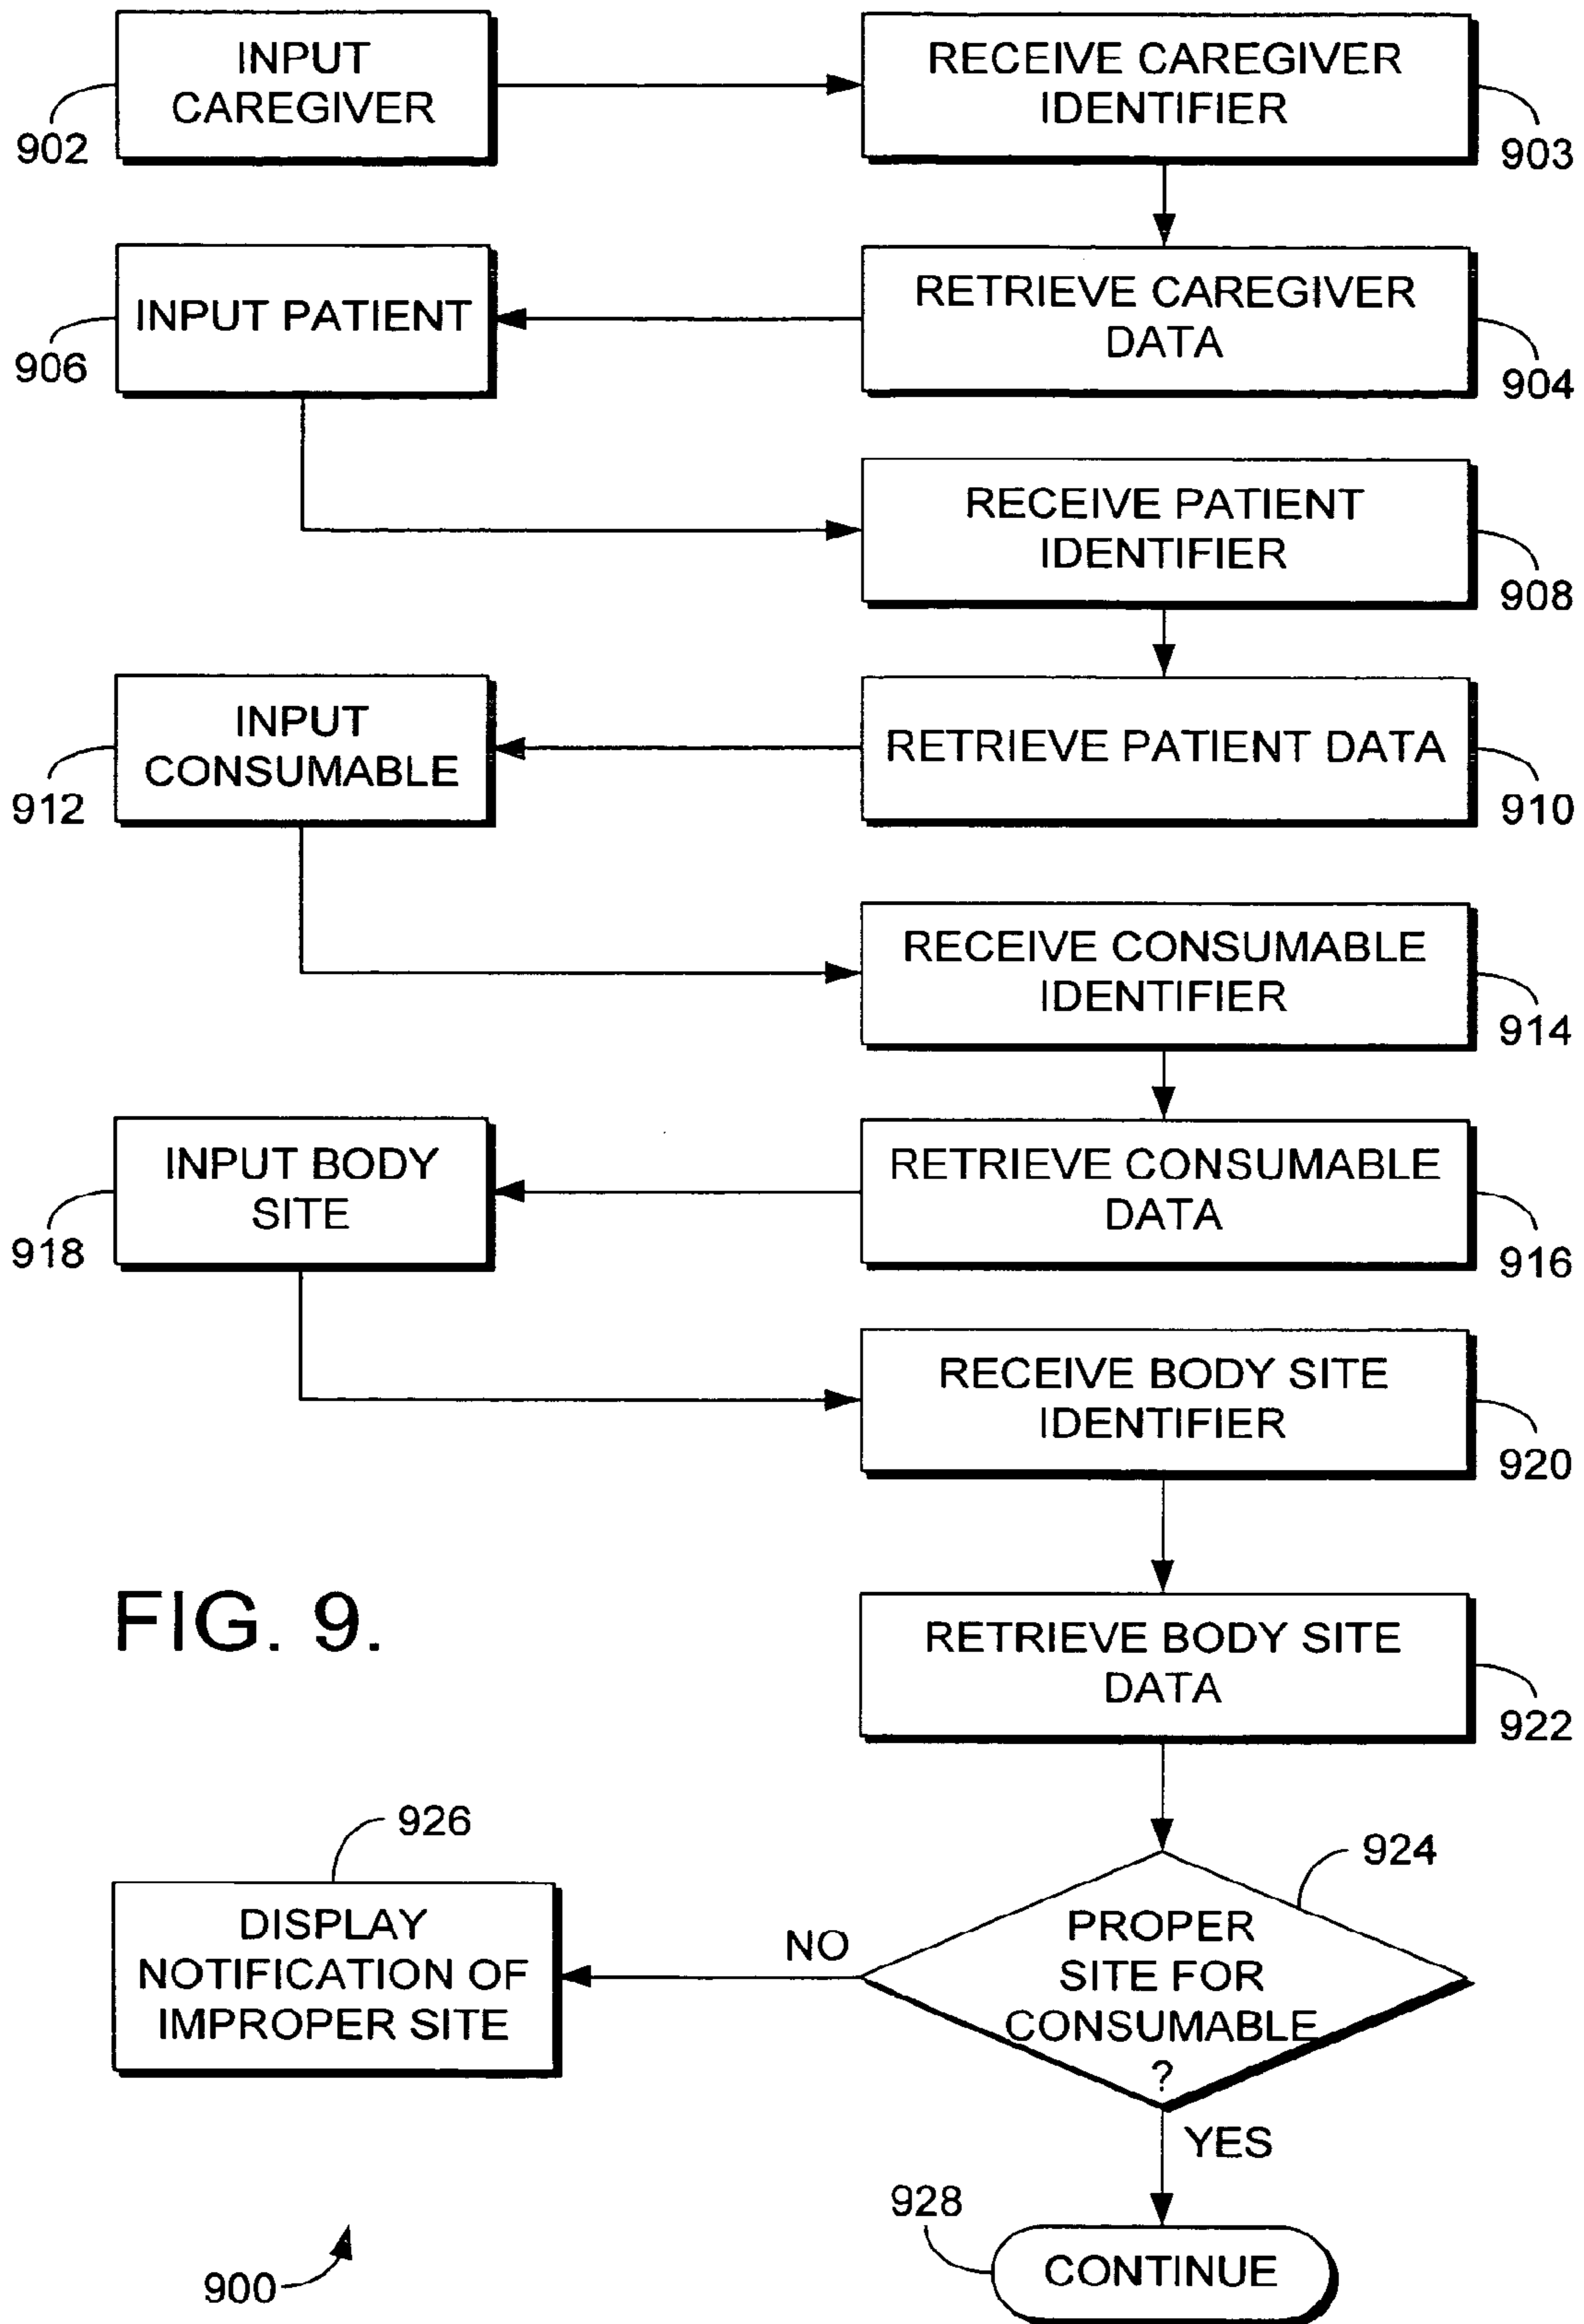 INPUT
CAREGIVER
902
RECEIVE CAREGIVER
IDENTIFIER
903
RETRIEVE CAREGIVER
DATA
904
INPUT PATIENT
906
RECEIVE PATIENT
IDENTIFIER
908
RETRIEVE PATIENT DATA
910
INPUT
CONSUMABLE
912
RECEIVE CONSUMABLE
IDENTIFIER
914
RETRIEVE CONSUMABLE
DATA
916
INPUT BODY
SITE
918
RECEIVE BODY SITE
IDENTIFIER
920
FIG. 9.
RETRIEVE BODY SITE
DATA
922
924
PROPER
SITE FOR
CONSUMABLE
?
NO
926
DISPLAY
NOTIFICATION OF
IMPROPER SITE
YES
928
CONTINUE
900